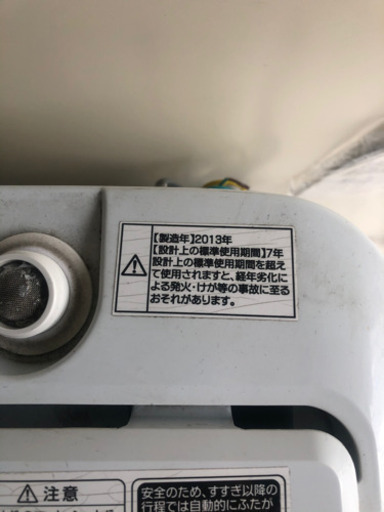 【製造年】2013年
【設計上の標準使用期間】7年
設計上の標準使用期間を超え
て使用されますと、経年劣化に
よる発火・けが等の事故に至る
おそれがあります。
注意
安全のため、すすぎ以降の
行程では自動的にふたが